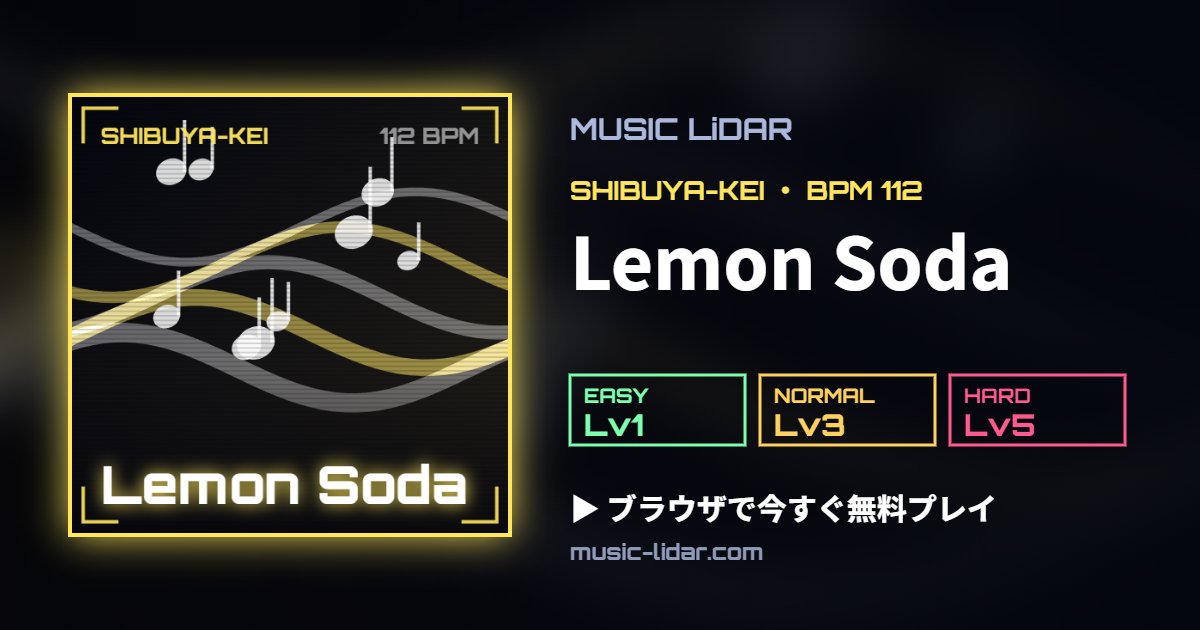 SHIBUYA-KEI
112 BPM
Lemon Soda
MUSIC LiDAR
SHIBUYA-KEI • BPM 112
Lemon Soda
EASY
Lv1
NORMAL
Lv3
HARD
Lv5
▶ ブラウザで今すぐ無料プレイ
music-lidar.com